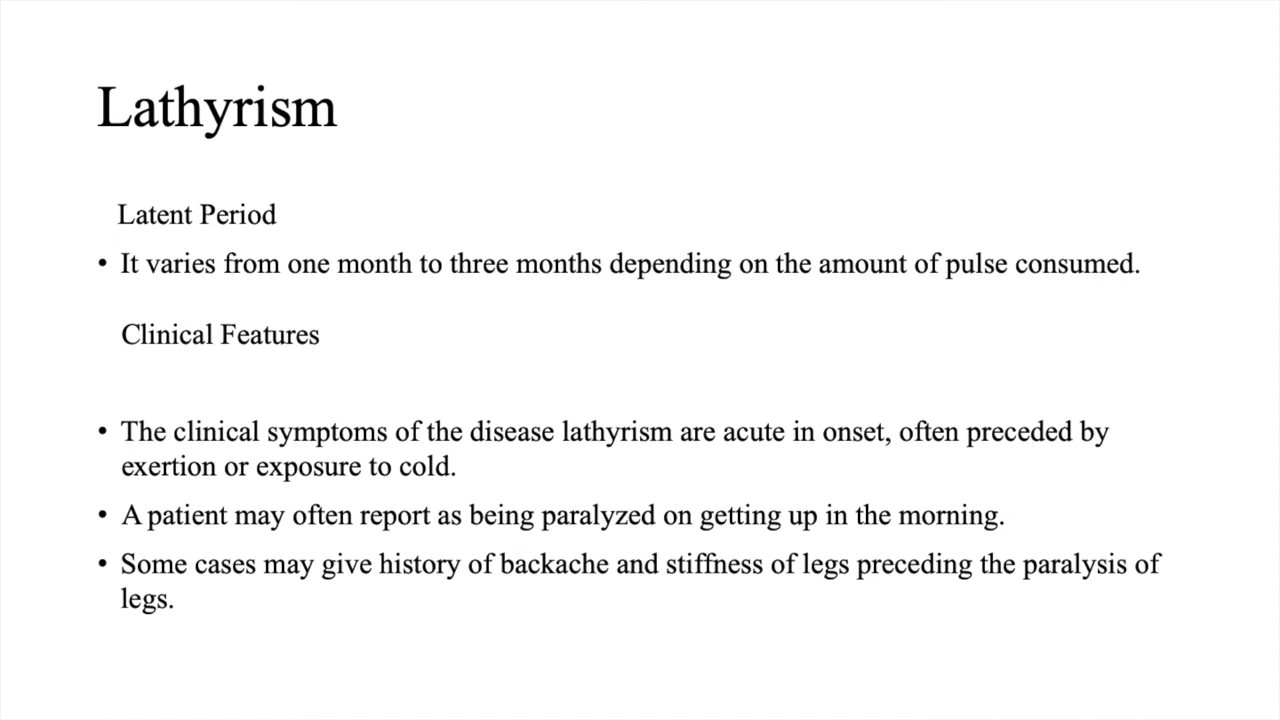 Lathyrism
Latent Period
• It varies from one month to three months depending on the amount of pulse consumed.
Clinical Features
• The clinical symptoms of the disease lathyrism are acute in onset, often preceded by
exertion or exposure to cold.
• A patient may often report as being paralyzed on getting up in the morning.
• Some cases may give history of backache and stiffness of legs preceding the paralysis of
legs.